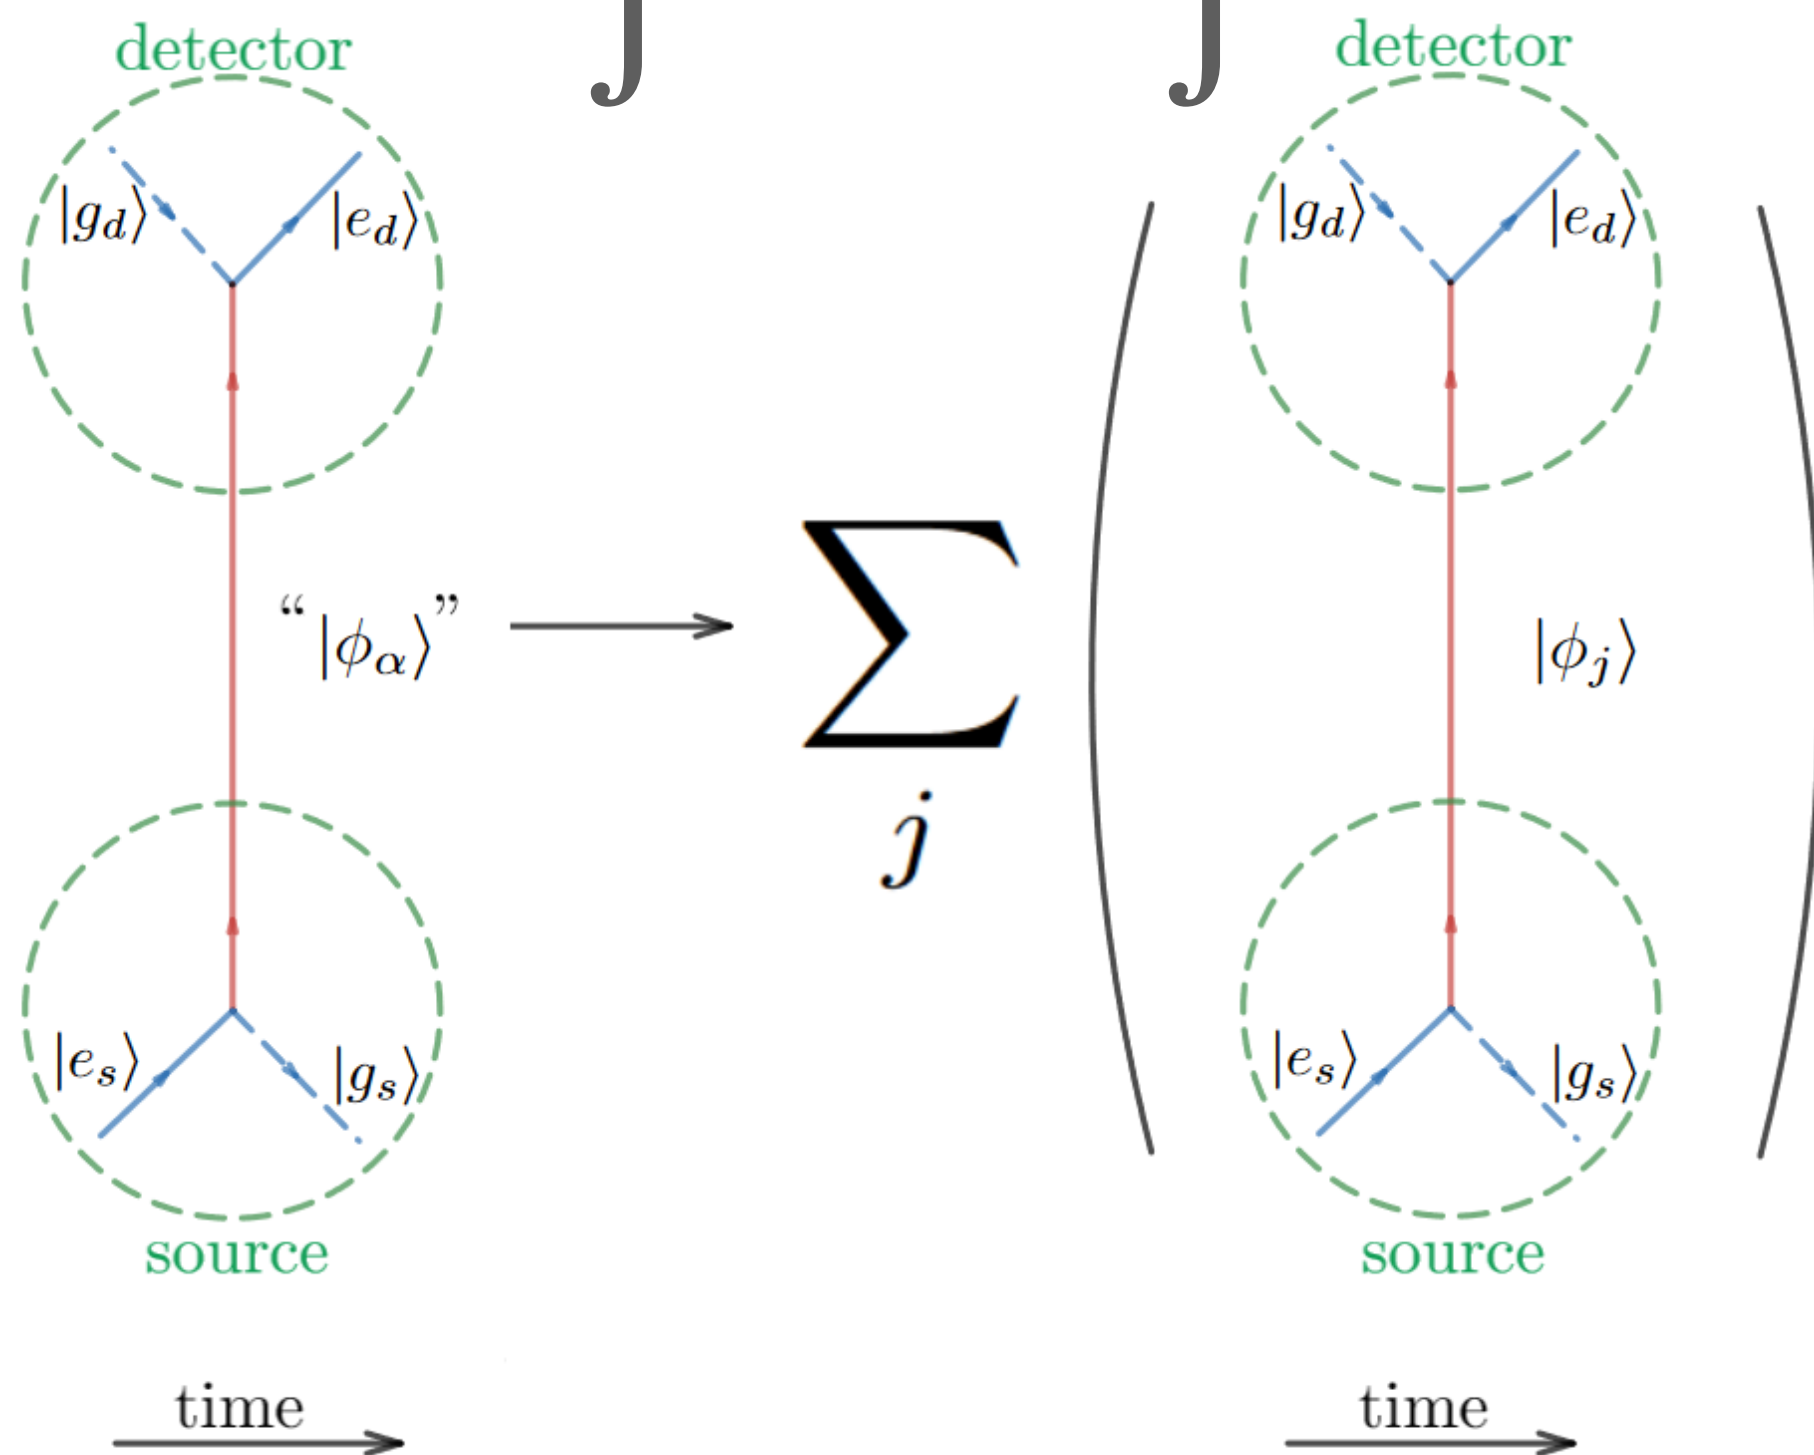 J J
detector detector
|g_d⟩ |e_d⟩ |g_d⟩ |e_d⟩
“|ϕ_α⟩” ∑ |ϕ_j⟩
j
|e_s⟩ |g_s⟩ |e_s⟩ |g_s⟩
source source
time time